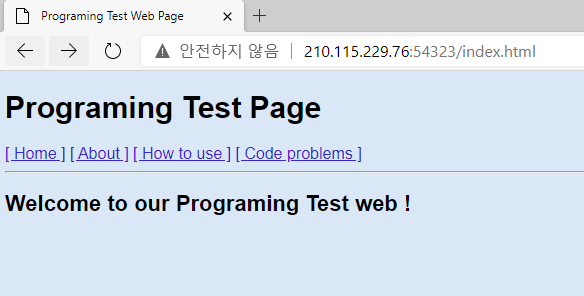 Programing Test Web Page
안전하지 않음 210.115.229.76:54323/index.html
Programing Test Page
[ Home ] [ About ] [ How to use ] [ Code problems ]
Welcome to our Programing Test web !